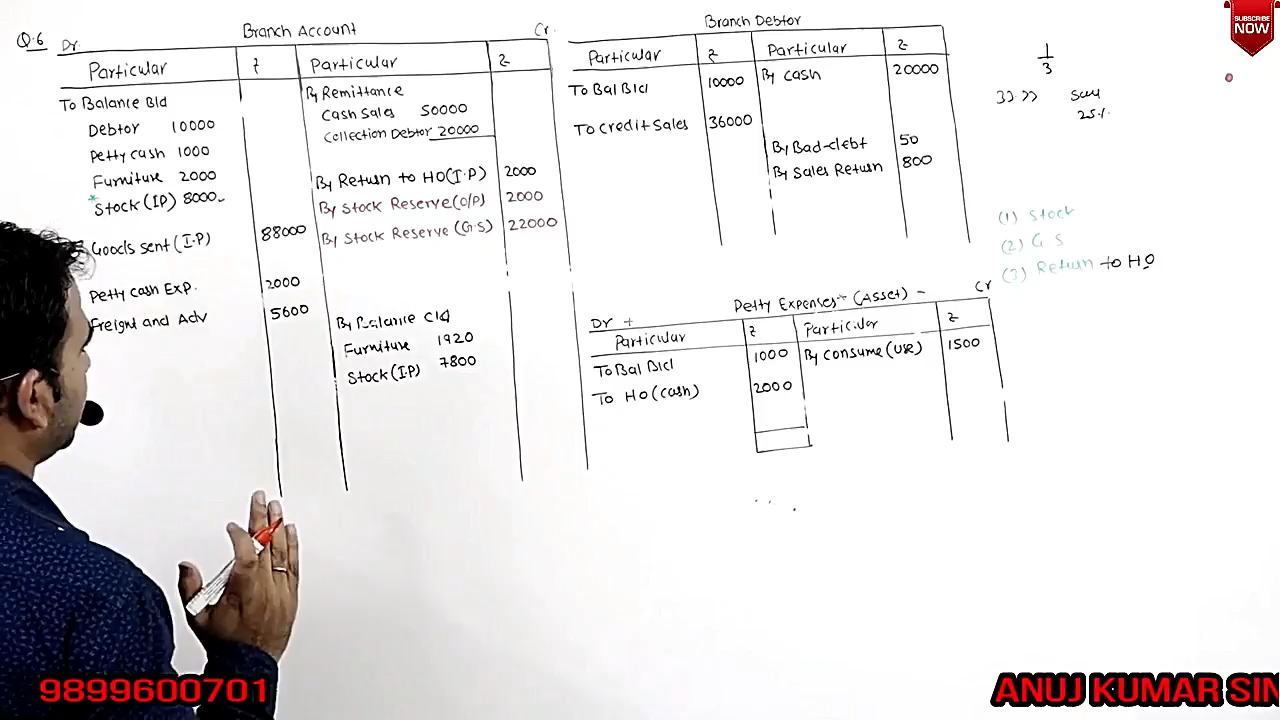 Q.6
Branch Account
Dr.
Cr.
Particular ₹ Particular ₹
To Balance Bld
Debtor 10000
Petty cash 1000
Furniture 2000
*Stock (IP) 8000
Goods sent (I.P) 88000
Petty cash Exp. 2000
Freight and Adv 5600
By Remittance
Cash Sales 50000
Collection Debtor 20000
By Return to HO (I.P) 2000
By Stock Reserve (O/P) 2000
By Stock Reserve (G.S) 22000
By Balance Cld
Furniture 1920
Stock (I.P) 7800
Branch Debtor
Particular ₹ Particular ₹
To Bal Blcl 10000 By cash 20000
To Credit Sales 36000
By Bad-debt 50
By Sales Return 800
Petty Expenses (Asset) -
Dr +
Cr
Particular ₹ Particular ₹
To Bal Blcl 1000 By Consume (use) 1500
To HO (cash) 2000
1
3
33.33
25%
(1) Stock
(2) G S
(3) Return to HO
SUBSCRIBE
NOW
9899600701
ANUJ KUMAR SIN